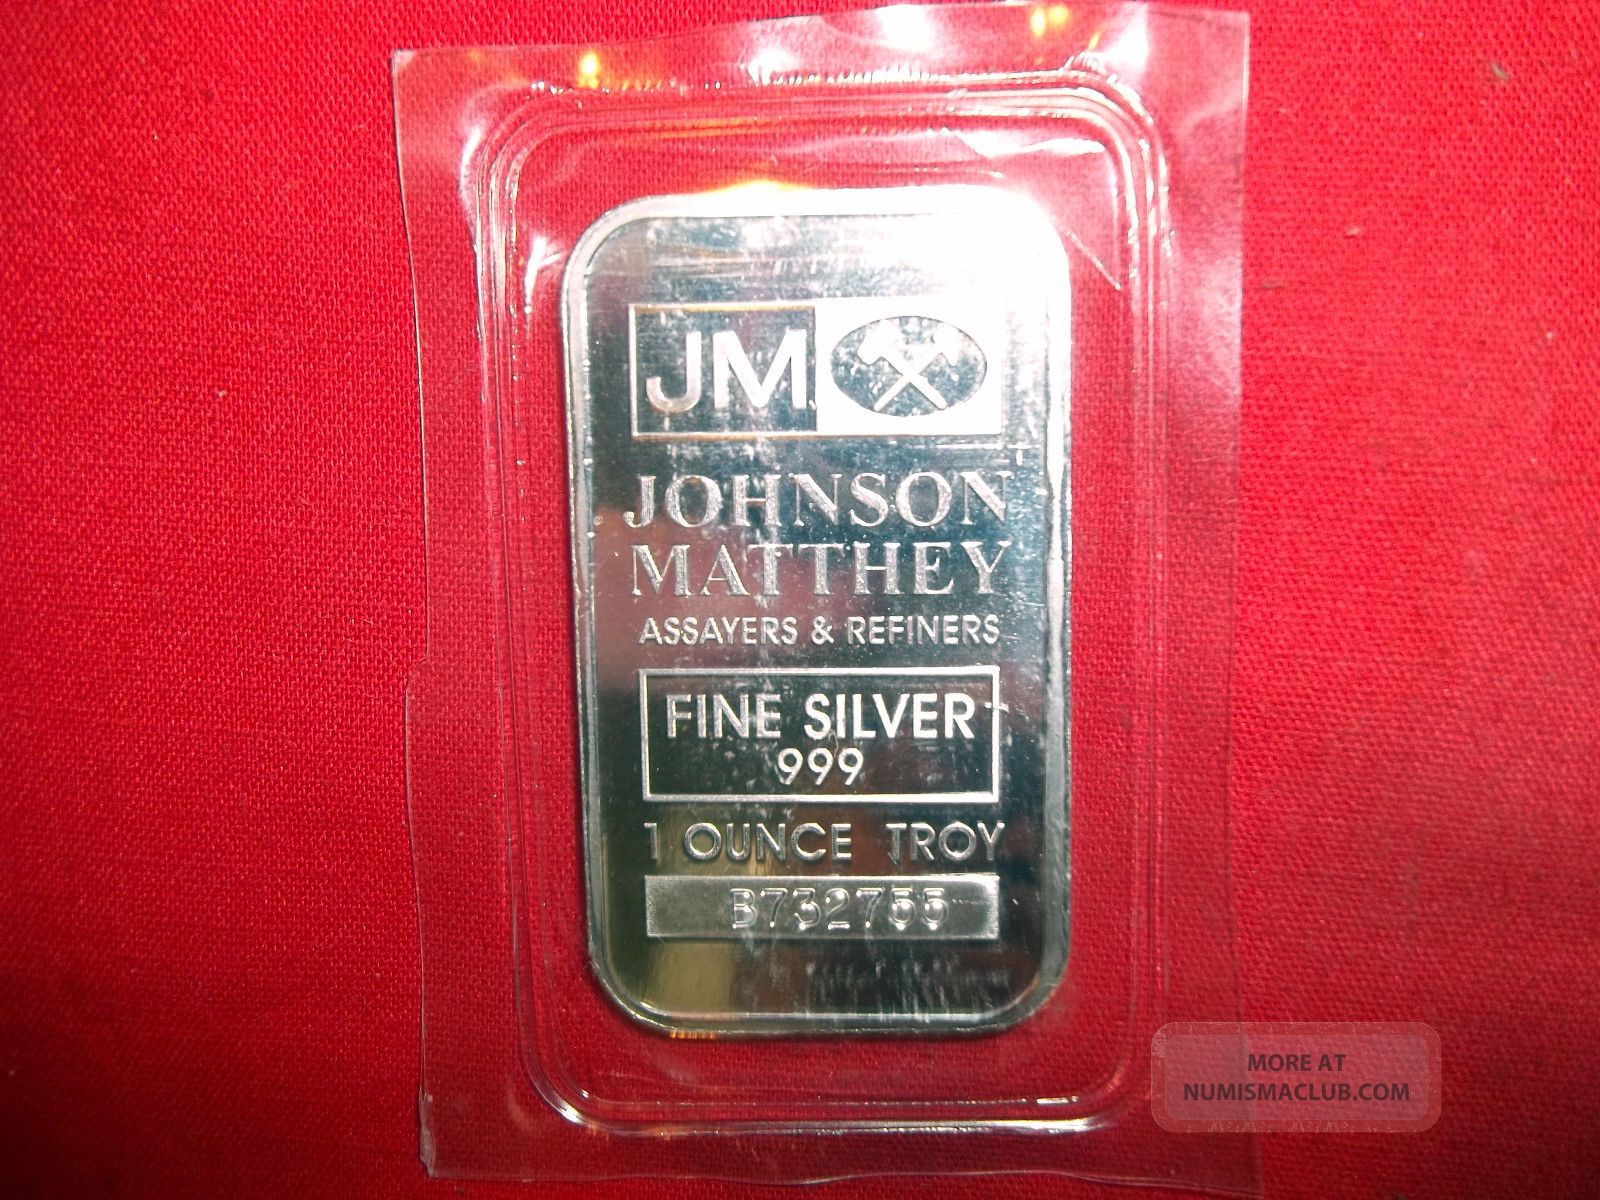 JM
JOHNSON
MATTHEY
ASSAYERS & REFINERS
FINE SILVER
999
1 OUNCE TROY
B732755
MORE AT
NUMISMACLUB.COM